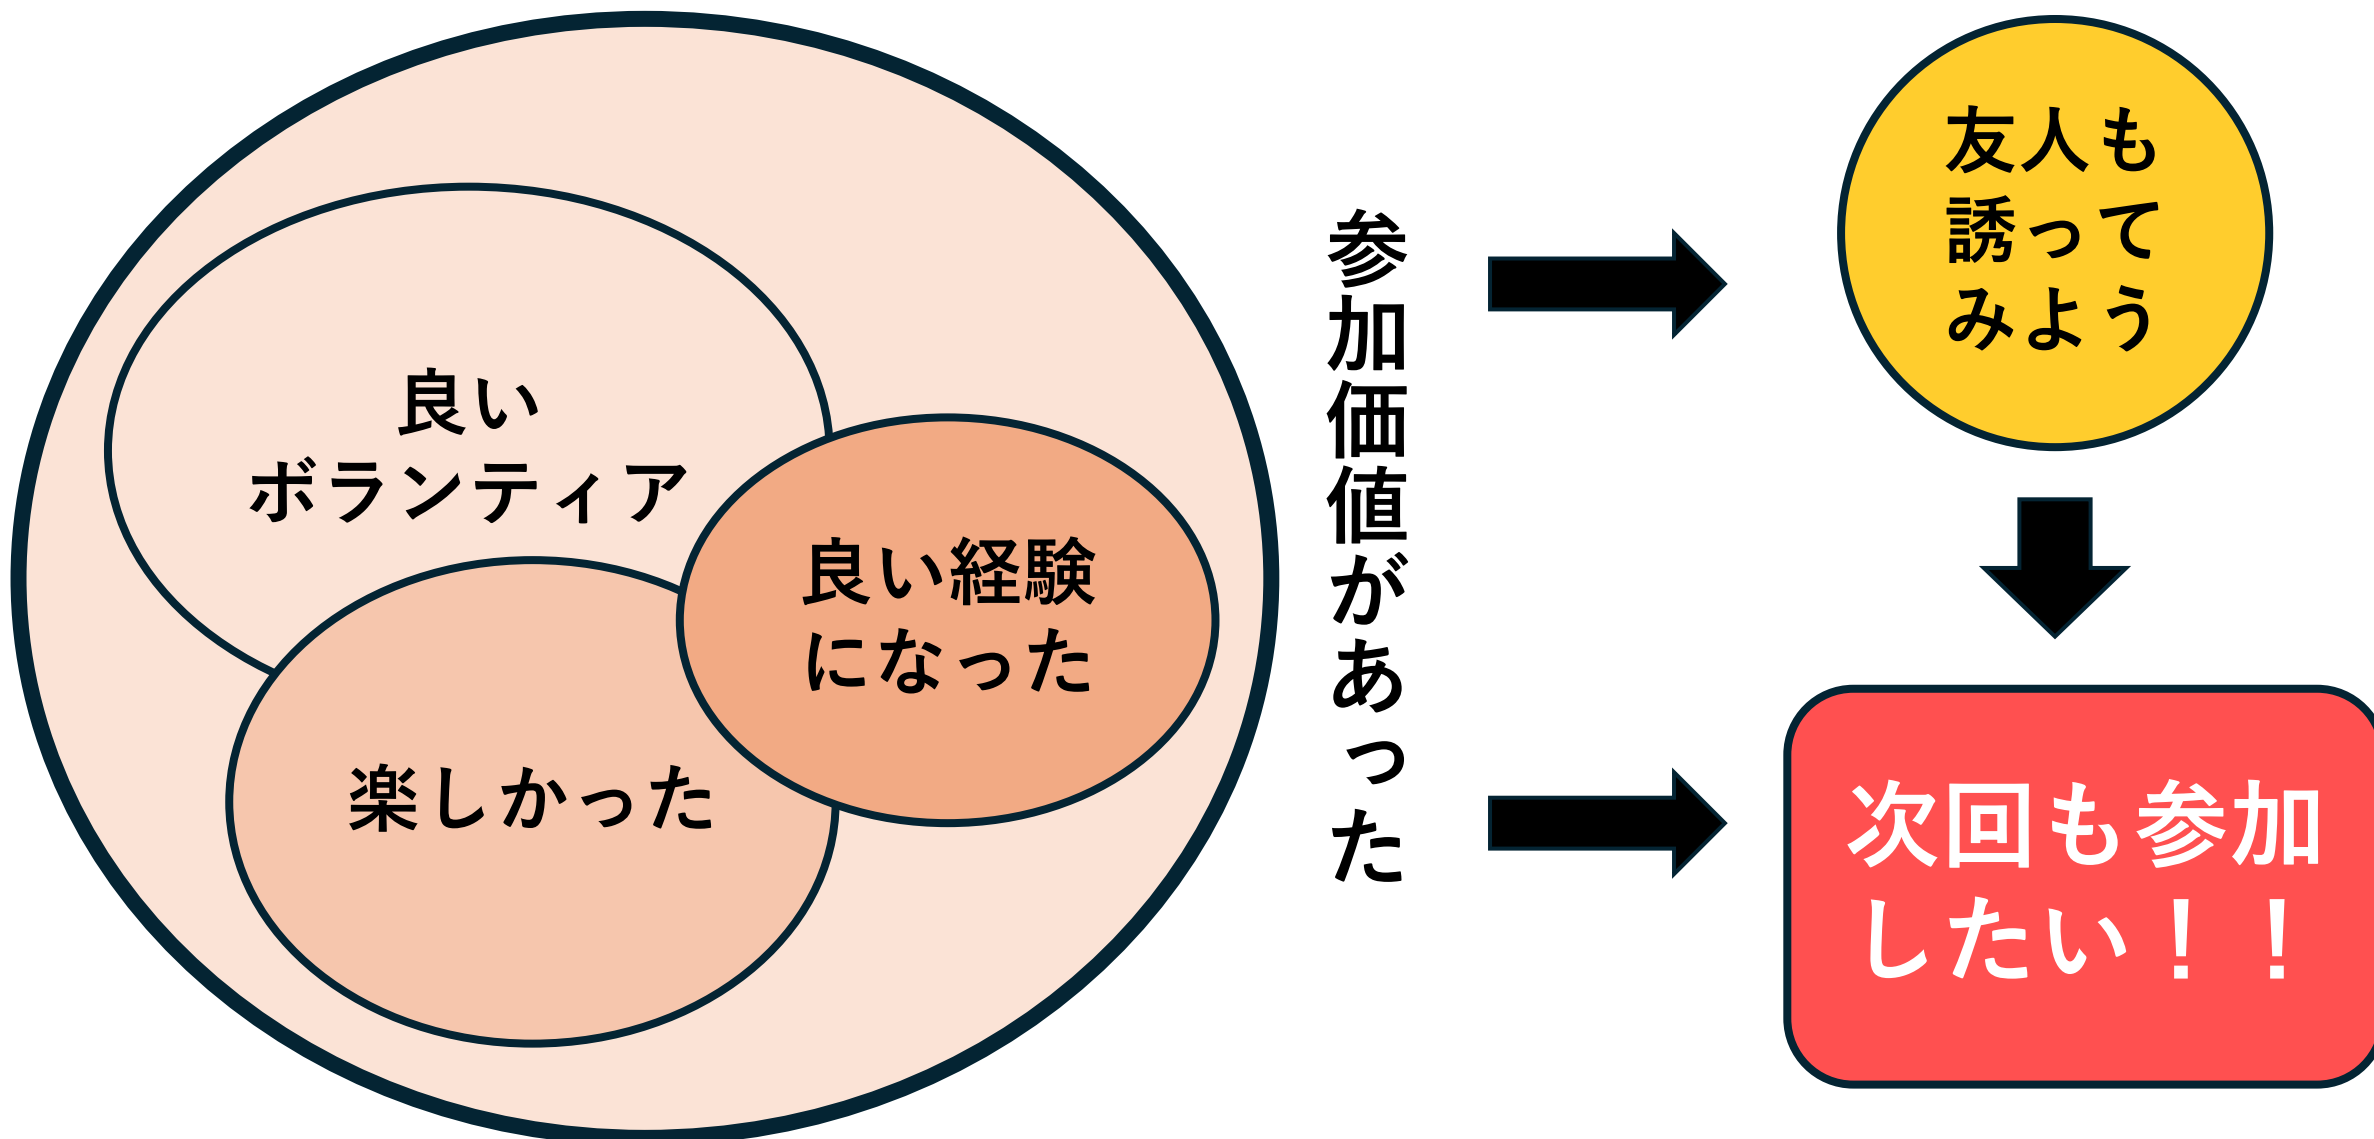 良い
ボランティア
良い経験
になった
楽しかった
参加価値があった
友人も
誘って
みよう
次回も参加
したい！！